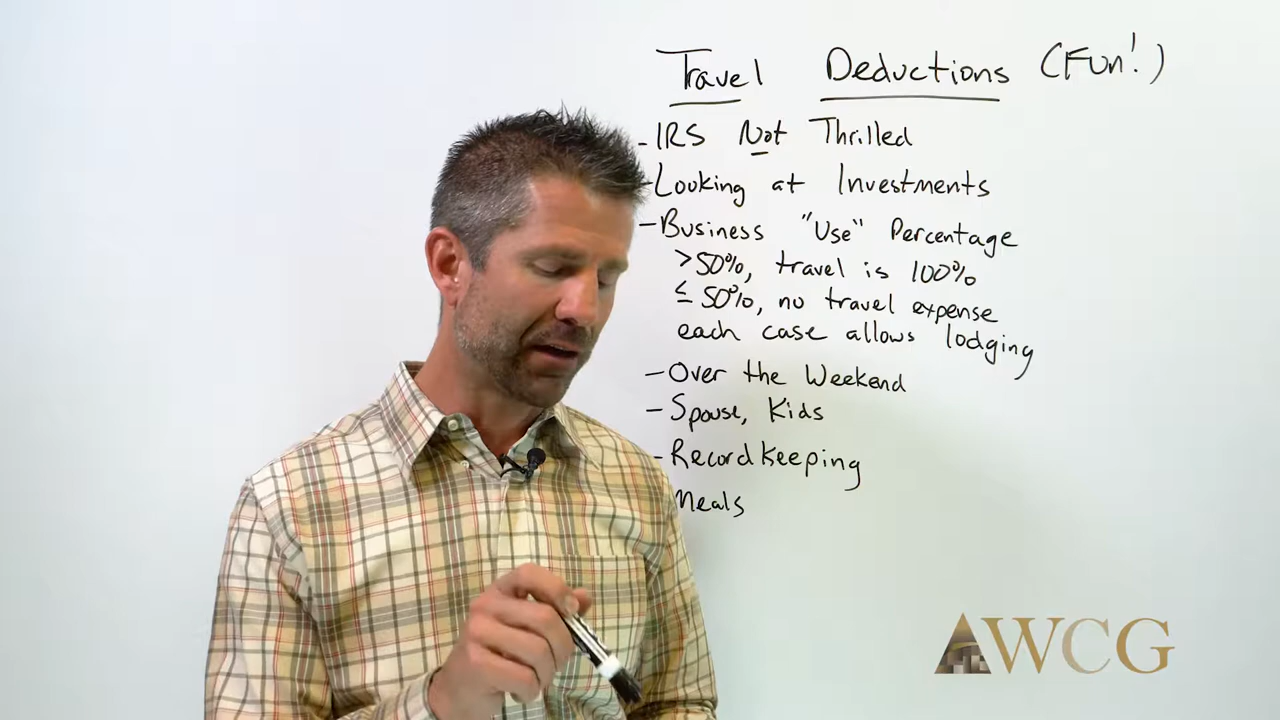 Travel Deductions (Fun!)
- IRS Not Thrilled
- Looking at Investments
- Business "Use" Percentage
>50%, travel is 100%
≤ 50%, no travel expense
each case allows lodging
- Over the Weekend
- Spouse, Kids
- Recordkeeping
Meals
AWCG